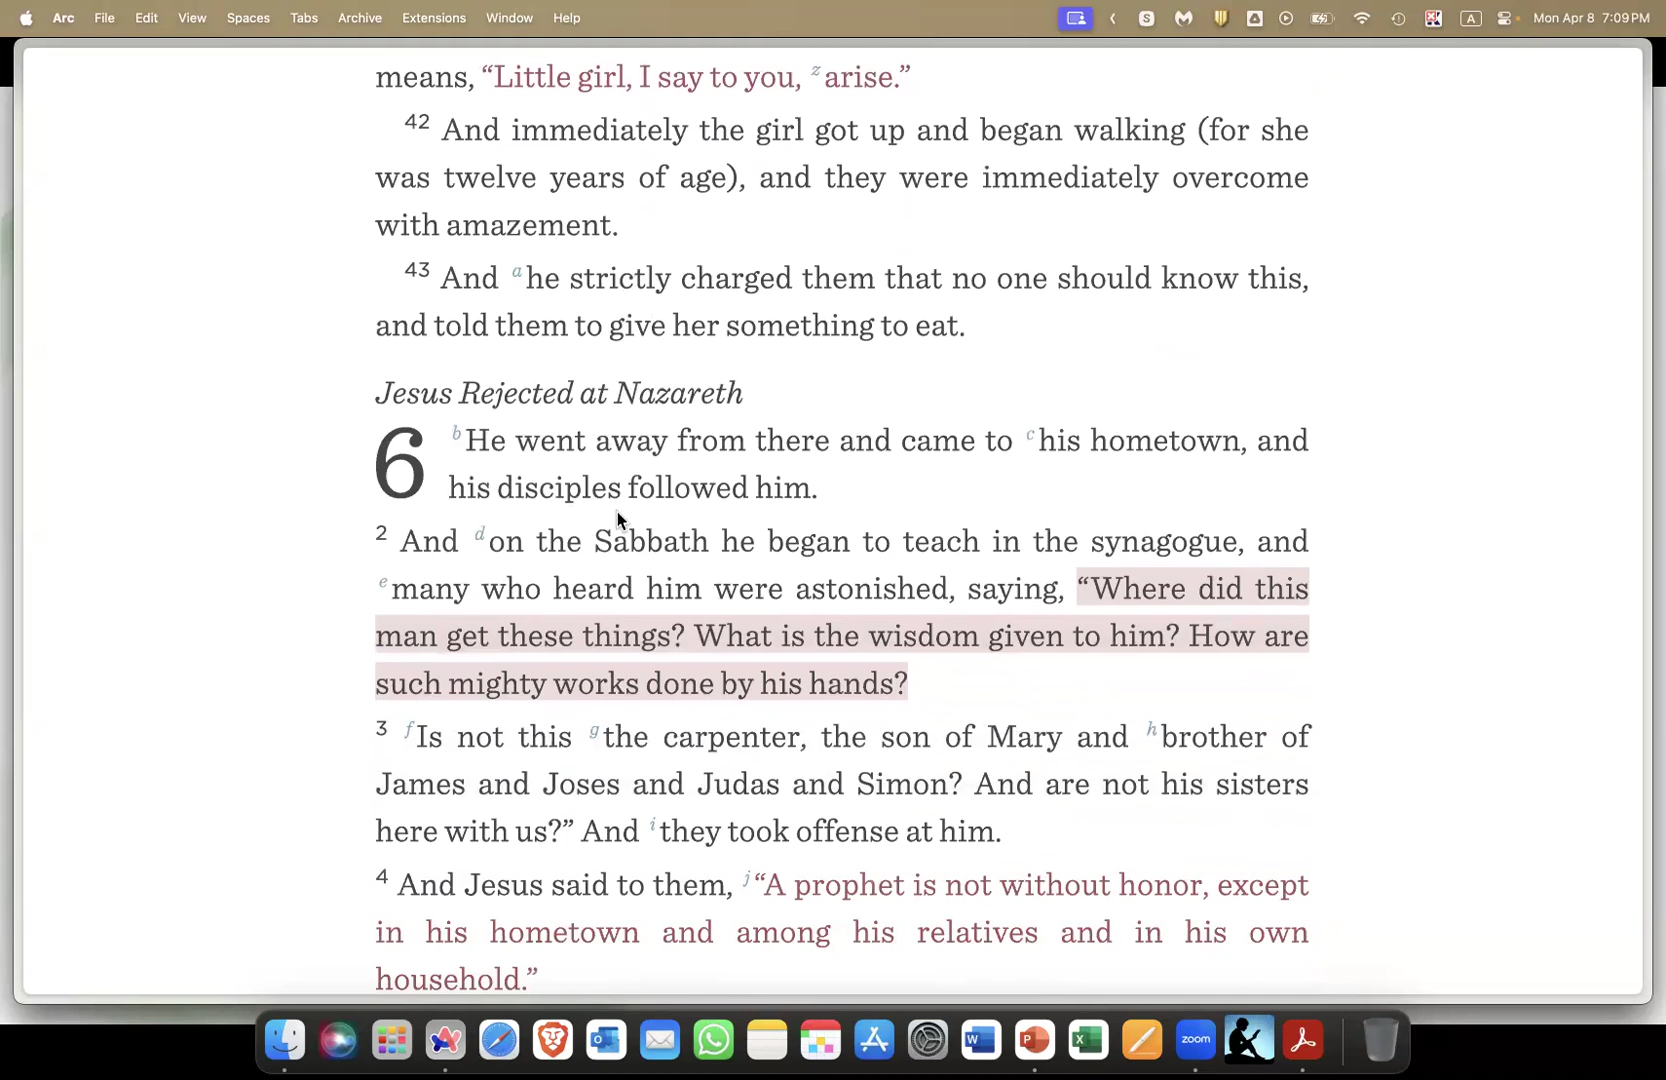 Arc File Edit View Spaces Tabs Archive Extensions Window Help S A Mon Apr 8 7:09 PM
means, “Little girl, I say to you, z arise.”
42 And immediately the girl got up and began walking (for she
was twelve years of age), and they were immediately overcome
with amazement.
43 And a he strictly charged them that no one should know this,
and told them to give her something to eat.
Jesus Rejected at Nazareth
6 b He went away from there and came to c his hometown, and
his disciples followed him.
2 And d on the Sabbath he began to teach in the synagogue, and
e many who heard him were astonished, saying, “Where did this
man get these things? What is the wisdom given to him? How are
such mighty works done by his hands?
3 f Is not this g the carpenter, the son of Mary and h brother of
James and Joses and Judas and Simon? And are not his sisters
here with us?” And i they took offense at him.
4 And Jesus said to them, j “A prophet is not without honor, except
in his hometown and among his relatives and in his own
household.”
W P X zoom